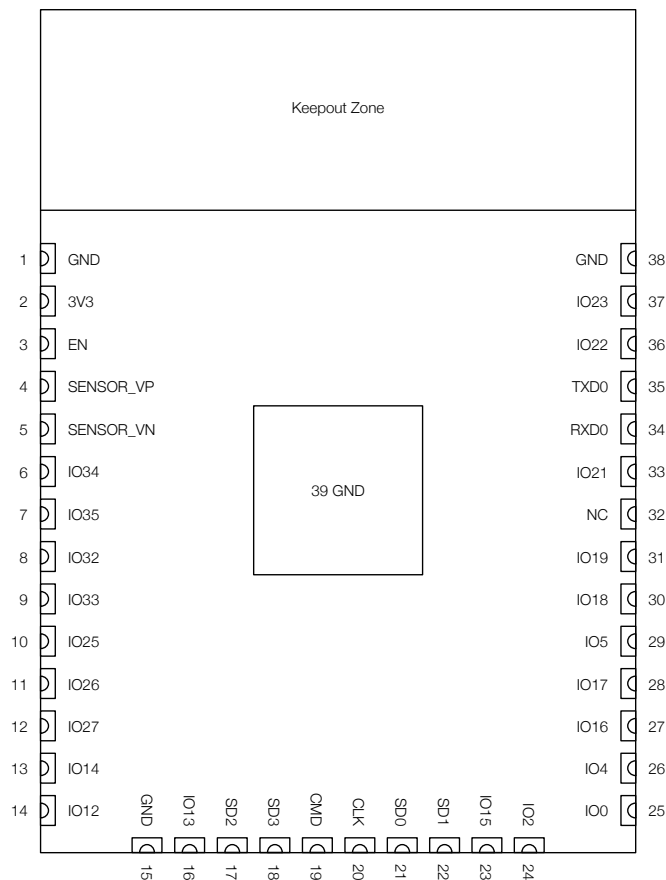 Keepout Zone
1 GND
2 3V3
3 EN
4 SENSOR_VP
5 SENSOR_VN
6 IO34
7 IO35
8 IO32
9 IO33
10 IO25
11 IO26
12 IO27
13 IO14
14 IO12
39 GND
GND 38
IO23 37
IO22 36
TXD0 35
RXD0 34
IO21 33
NC 32
IO19 31
IO18 30
IO5 29
IO17 28
IO16 27
IO4 26
IO0 25
GND 15
IO13 16
SD2 17
SD3 18
CMD 19
CLK 20
SD0 21
SD1 22
IO15 23
IO2 24